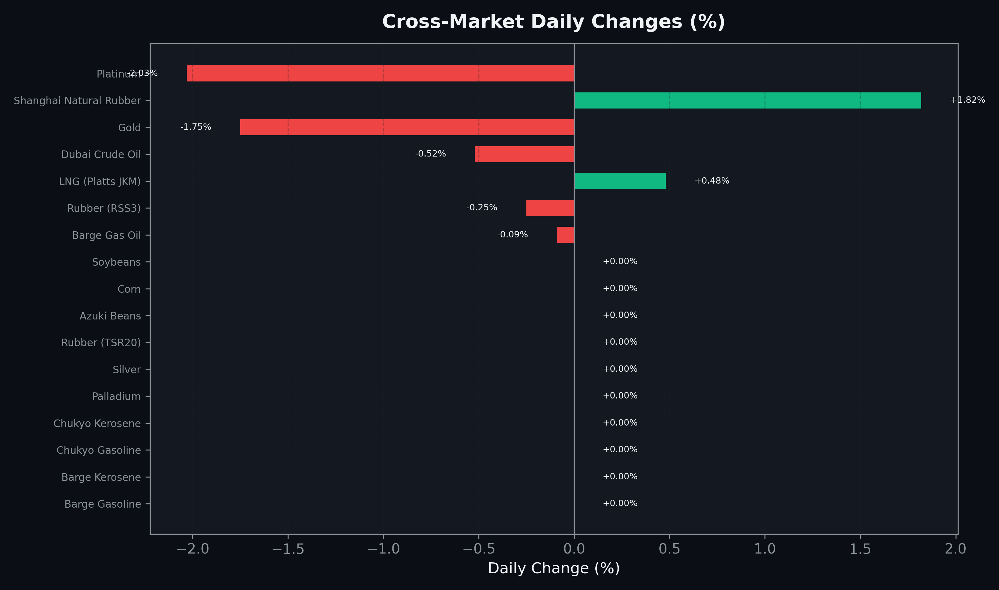 Cross-Market Daily Changes (%)
Platinum -2.03%
Shanghai Natural Rubber +1.82%
Gold -1.75%
Dubai Crude Oil -0.52%
LNG (Platts JKM) +0.48%
Rubber (RSS3) -0.25%
Barge Gas Oil -0.09%
Soybeans +0.00%
Corn +0.00%
Azuki Beans +0.00%
Rubber (TSR20) +0.00%
Silver +0.00%
Palladium +0.00%
Chukyo Kerosene +0.00%
Chukyo Gasoline +0.00%
Barge Kerosene +0.00%
Barge Gasoline +0.00%
−2.0 −1.5 −1.0 −0.5 0.0 0.5 1.0 1.5 2.0
Daily Change (%)